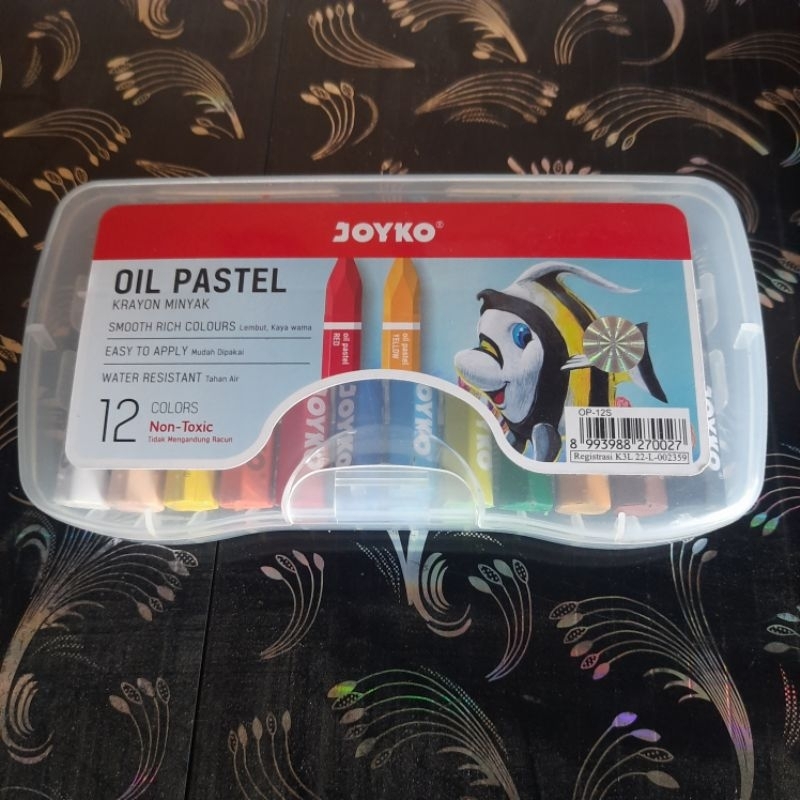 JOYKO®
OIL PASTEL
KRAYON MINYAK
SMOOTH RICH COLOURS Lembut, Kaya warna
EASY TO APPLY Mudah Dipakai
WATER RESISTANT Tahan Air
12 COLORS
Non-Toxic
Tidak Mengandung Racun
oil pastel
RED
oil pastel
YELLOW
JOYKO
JOYKO
JOYKO
OP-12S
8 993988 270027
Registrasi K3L 22-L-002359